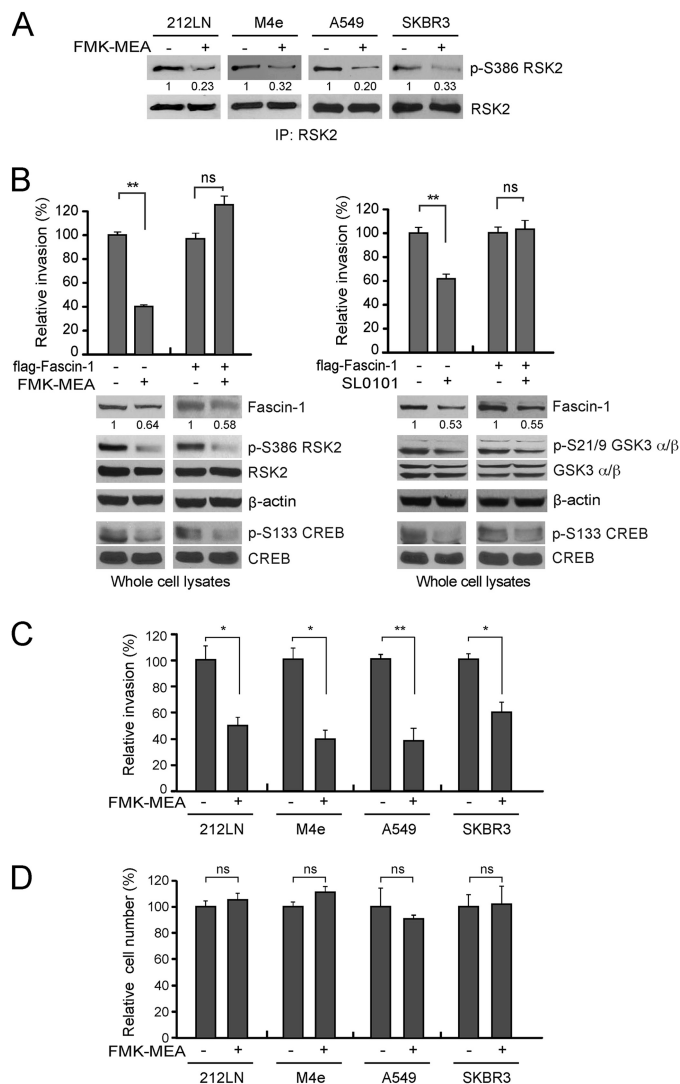 A
212LN M4e A549 SKBR3
FMK-MEA - + - + - + - +
p-S386 RSK2
1 0.23 1 0.32 1 0.20 1 0.33
RSK2
IP: RSK2
B
** ns
Relative invasion (%)
120
100
80
60
40
20
0
flag-Fascin-1 - - + +
FMK-MEA - + - +
Fascin-1
1 0.64 1 0.58
p-S386 RSK2
RSK2
β-actin
p-S133 CREB
CREB
Whole cell lysates
** ns
Relative invasion (%)
120
100
80
60
40
20
0
flag-Fascin-1 - - + +
SL0101 - + - +
Fascin-1
1 0.53 1 0.55
p-S21/9 GSK3 α/β
GSK3 α/β
β-actin
p-S133 CREB
CREB
Whole cell lysates
C
* * ** *
Relative invasion (%)
120
100
80
60
40
20
0
FMK-MEA - + - + - + - +
212LN M4e A549 SKBR3
D
ns ns ns ns
Relative cell number (%)
120
100
80
60
40
20
0
FMK-MEA - + - + - + - +
212LN M4e A549 SKBR3